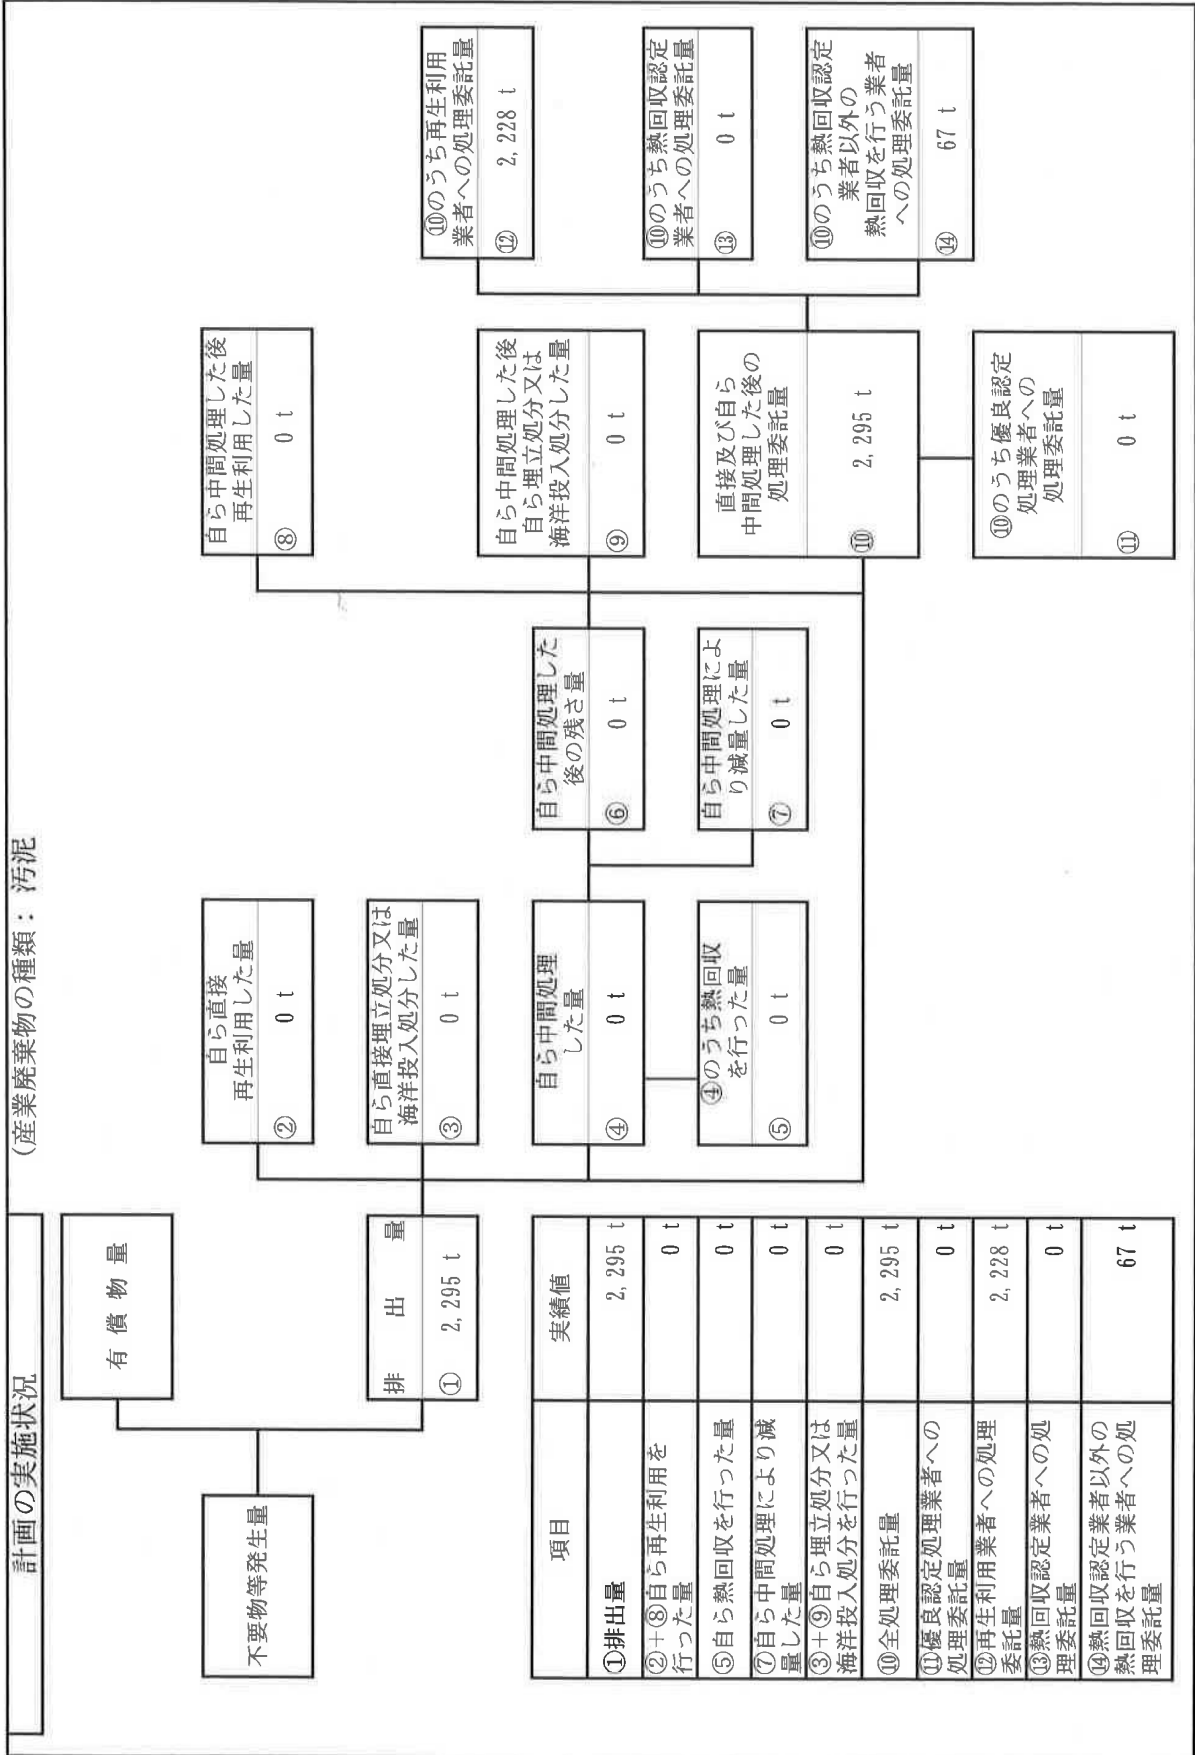 計画の実施状況
(産業廃棄物の種類： 汚泥
不要物等発生量
有 償 物 量
排 出 量
① 2,295 t
自ら直接
再生利用した量
② 0 t
自ら直接埋立処分又は
海洋投入処分した量
③ 0 t
自ら中間処理
した量
④ 0 t
④のうち熱回収
を行った量
⑤ 0 t
自ら中間処理した
後の残さ量
⑥ 0 t
自ら中間処理によ
り減量した量
⑦ 0 t
自ら中間処理した後
再生利用した量
⑧ 0 t
自ら中間処理した後
自ら埋立処分又は
海洋投入処分した量
⑨ 0 t
直接及び自ら
中間処理した後の
処理委託量
⑩ 2,295 t
⑩のうち優良認定
処理業者への
処理委託量
⑪ 0 t
⑩のうち再生利用
業者への処理委託量
⑫ 2,228 t
⑩のうち熱回収認定
業者への処理委託量
⑬ 0 t
⑩のうち熱回収認定
業者以外の
熱回収を行う業者
への処理委託量
⑭ 67 t
項目 実績値
①排出量 2,295 t
②＋⑧自ら再生利用を
行った量 0 t
⑤自ら熱回収を行った量 0 t
⑦自ら中間処理により減
量した量 0 t
③＋⑨自ら埋立処分又は
海洋投入処分を行った量 0 t
⑩全処理委託量 2,295 t
⑪優良認定処理業者への
処理委託量 0 t
⑫再生利用業者への処理
委託量 2,228 t
⑬熱回収認定業者への処
理委託量 0 t
⑭熱回収認定業者以外の
熱回収を行う業者への処
理委託量 67 t